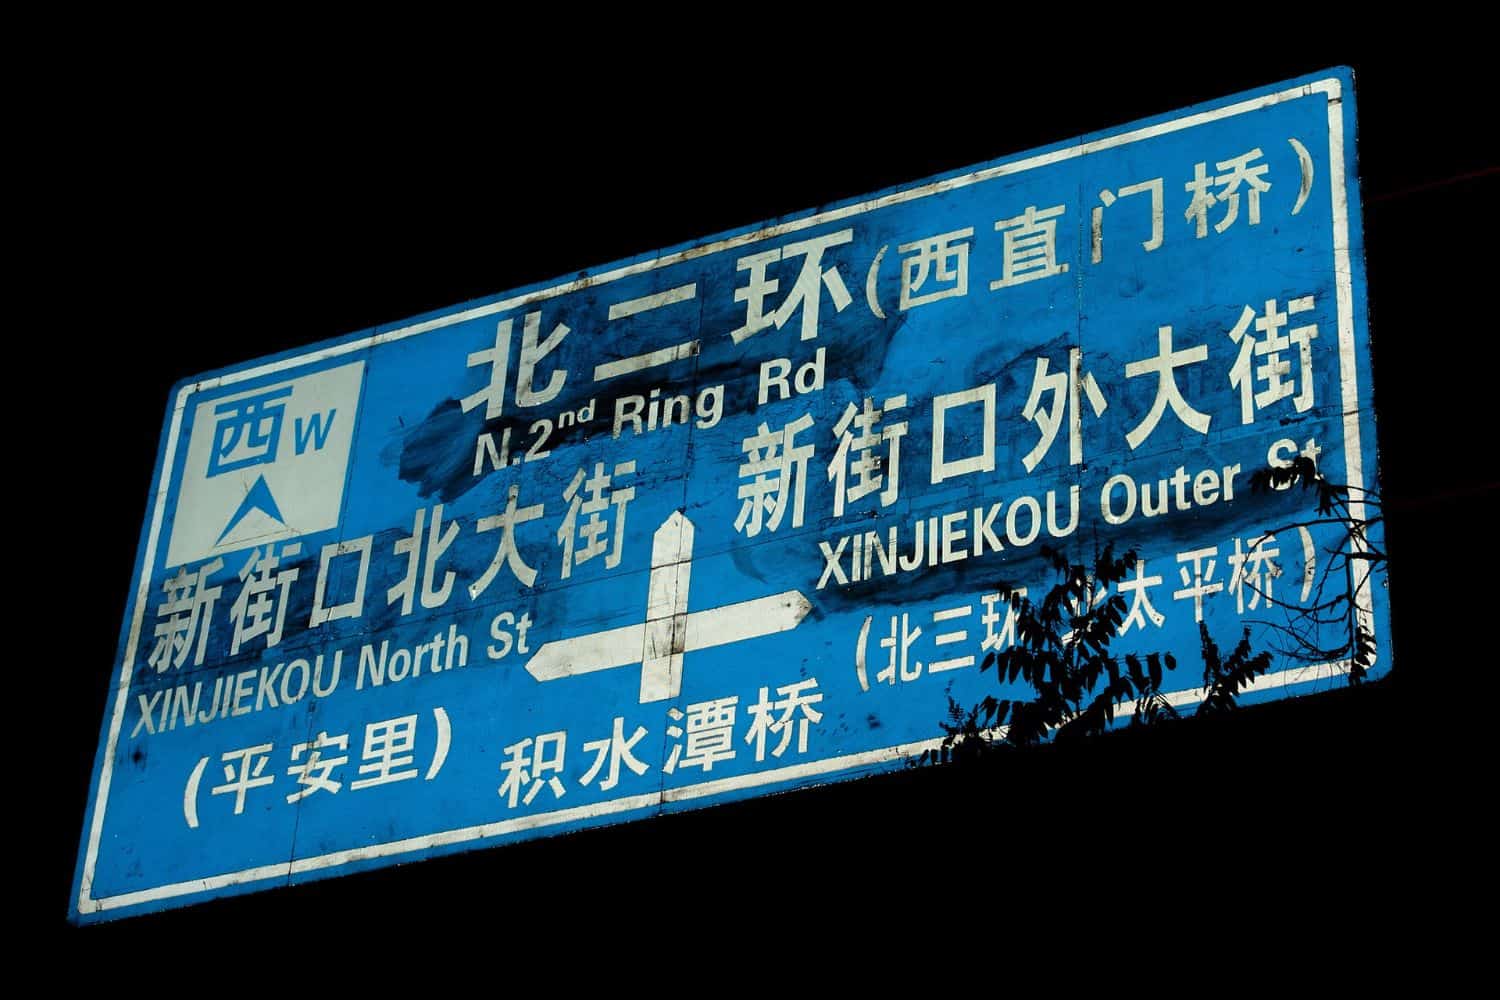 北二环(西直门桥)
N.2nd Ring Rd
西 W
新街口北大街
XINJIEKOU North St
(平安里)
新街口外大街
XINJIEKOU Outer St
(北三环 北太平桥)
积水潭桥